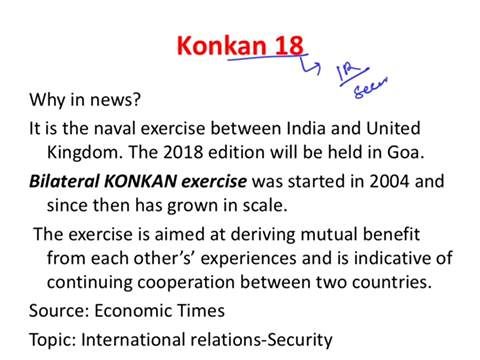 Konkan 18
IR
Secu
Why in news?
It is the naval exercise between India and United
Kingdom. The 2018 edition will be held in Goa.
Bilateral KONKAN exercise was started in 2004 and
since then has grown in scale.
The exercise is aimed at deriving mutual benefit
from each other's' experiences and is indicative of
continuing cooperation between two countries.
Source: Economic Times
Topic: International relations-Security